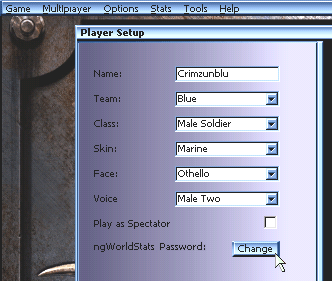 Game Multiplayer Options Stats Tools Help
Player Setup
Name: Crimzunblu
Team: Blue
Class: Male Soldier
Skin: Marine
Face: Othello
Voice Male Two
Play as Spectator
ngWorldStats Password: Change